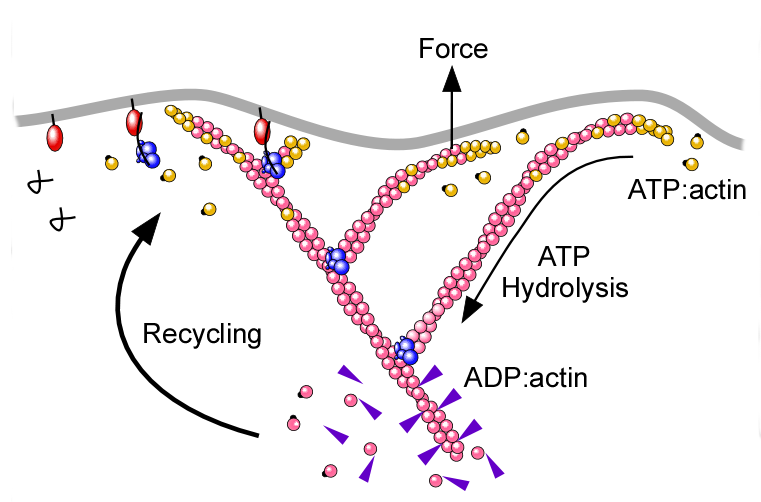 Force
ATP:actin
ATP
Hydrolysis
Recycling
ADP:actin